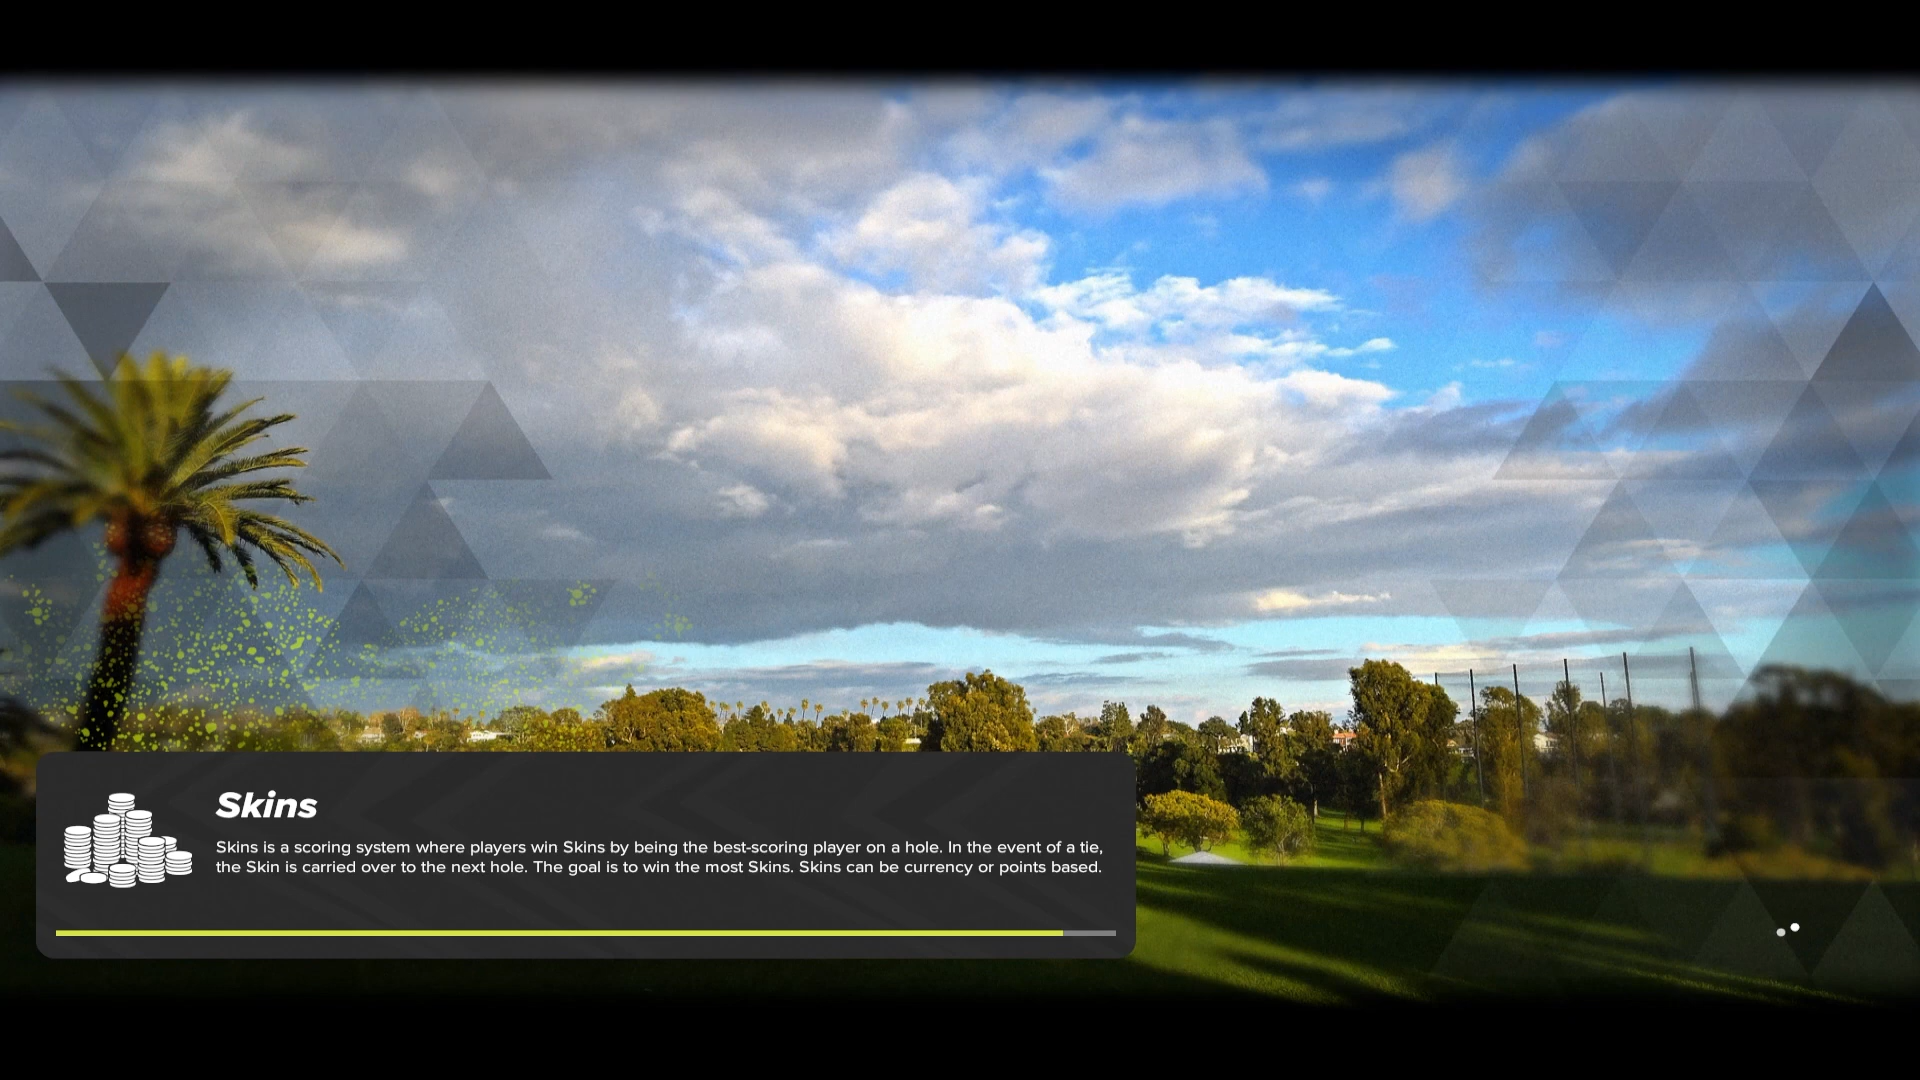 Skins
Skins is a scoring system where players win Skins by being the best-scoring player on a hole. In the event of a tie,
the Skin is carried over to the next hole. The goal is to win the most Skins. Skins can be currency or points based.